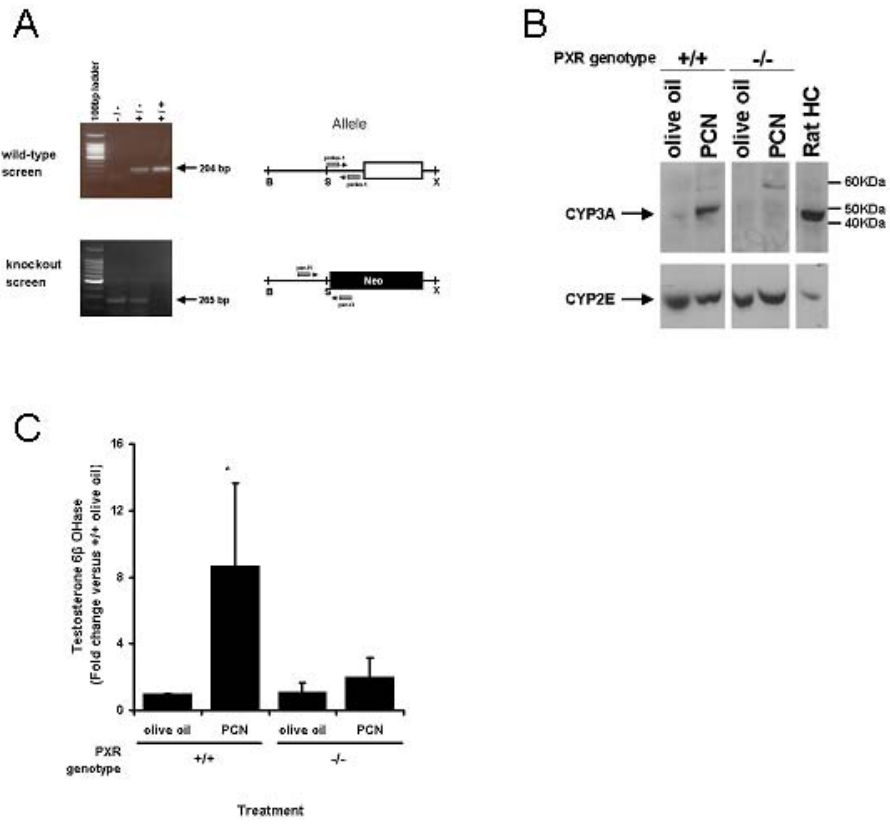 A
100bp ladder
- / -
+ / -
+ / +
wild-type
screen
204 bp
Allele
B
S
X
knockout
screen
265 bp
B
S
Neo
X
B
PXR genotype
+/+
-/-
olive oil
PCN
olive oil
PCN
Rat HC
CYP3A
60KDa
50KDa
40KDa
CYP2E
C
Testosterone 6β OHase
(Fold change versus +/+ olive oil)
16
12
8
4
0
olive oil
PCN
olive oil
PCN
PXR
genotype
+/+
-/-
Treatment